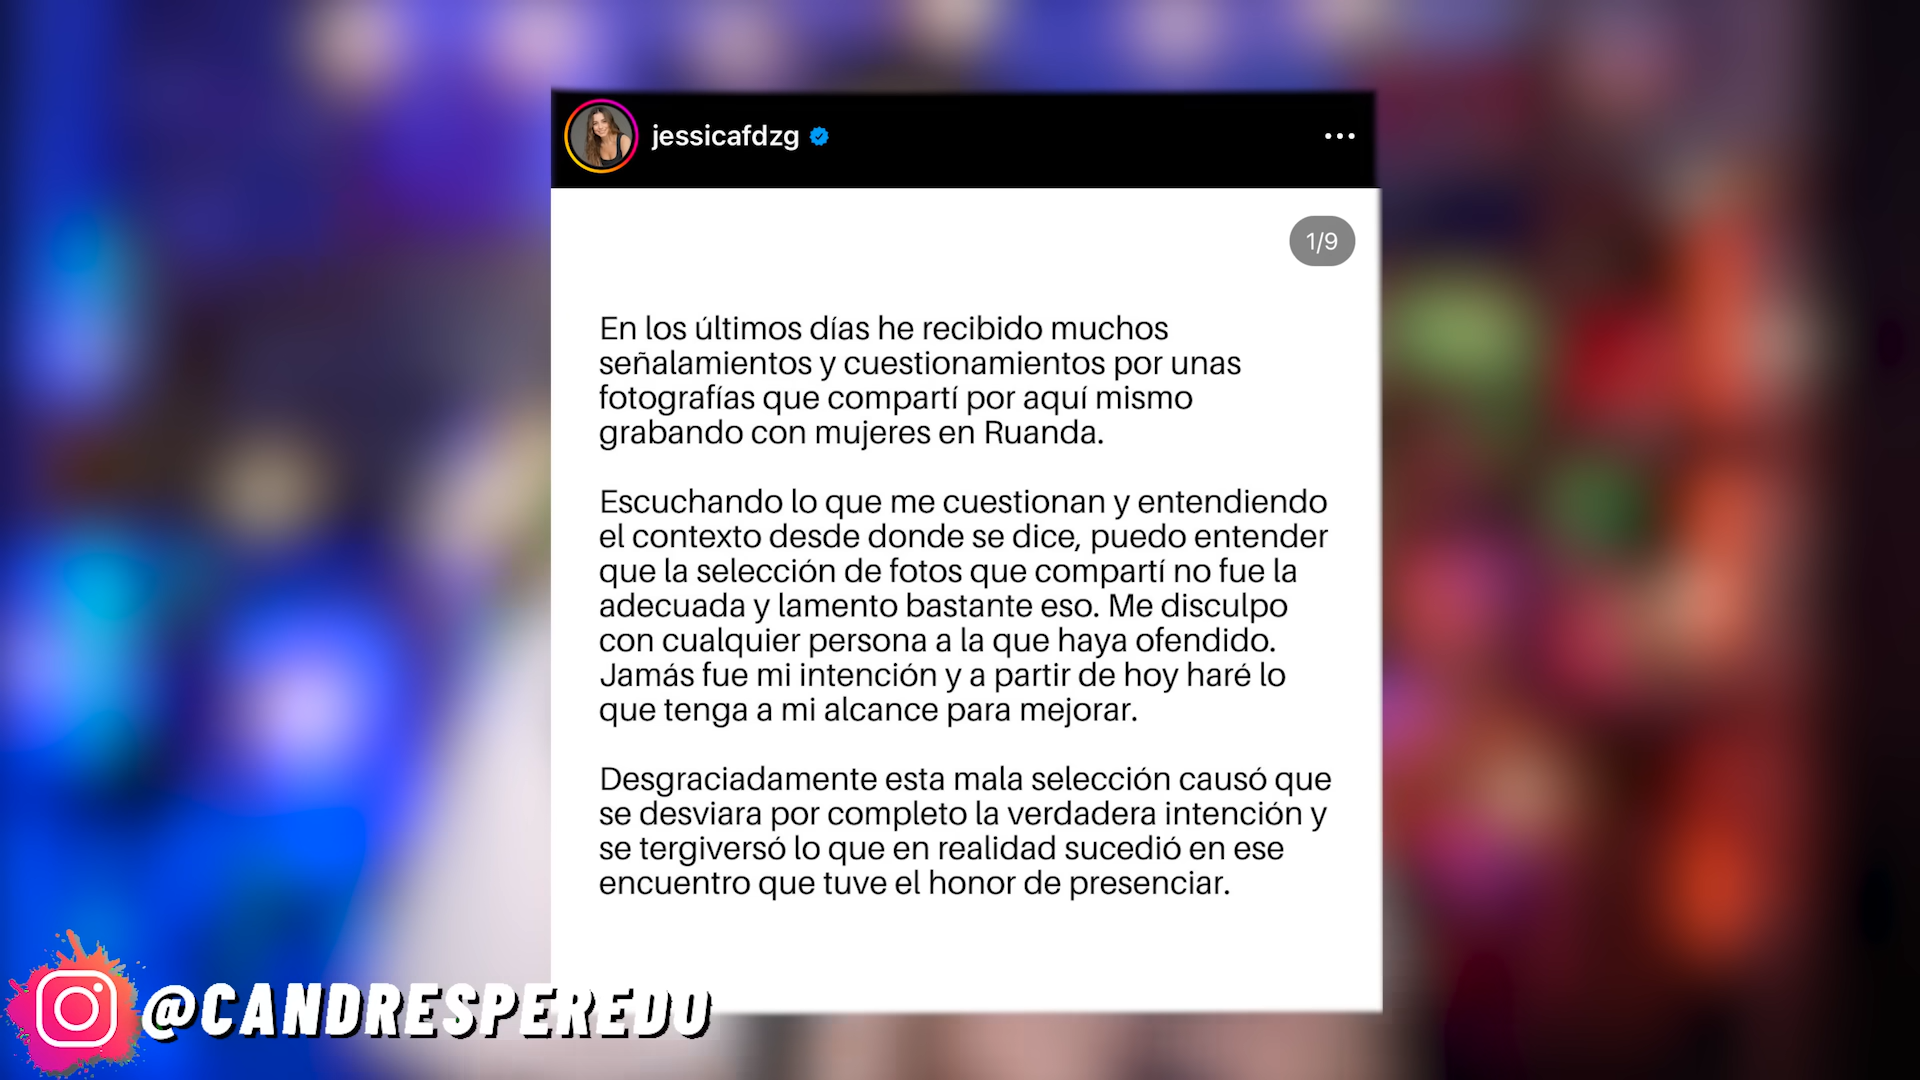 jessicafdzg
1/9
En los últimos días he recibido muchos
señalamientos y cuestionamientos por unas
fotografías que compartí por aquí mismo
grabando con mujeres en Ruanda.
Escuchando lo que me cuestionan y entendiendo
el contexto desde donde se dice, puedo entender
que la selección de fotos que compartí no fue la
adecuada y lamento bastante eso. Me disculpo
con cualquier persona a la que haya ofendido.
Jamás fue mi intención y a partir de hoy haré lo
que tenga a mi alcance para mejorar.
Desgraciadamente esta mala selección causó que
se desviara por completo la verdadera intención y
se tergiversó lo que en realidad sucedió en ese
encuentro que tuve el honor de presenciar.
@CANDRESPEREDU